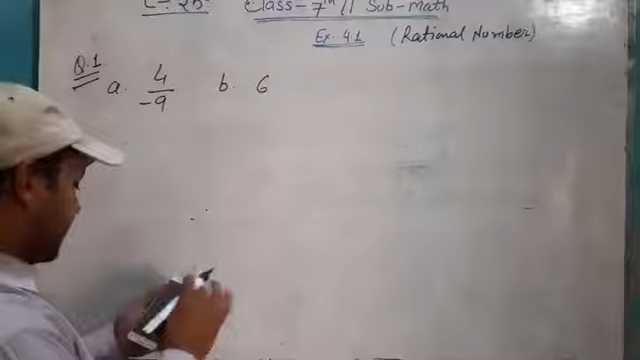 Class-7th // Sub-Math
Ex. 4.1 (Rational Number)
Q.1 a. 4/-9 b. 6